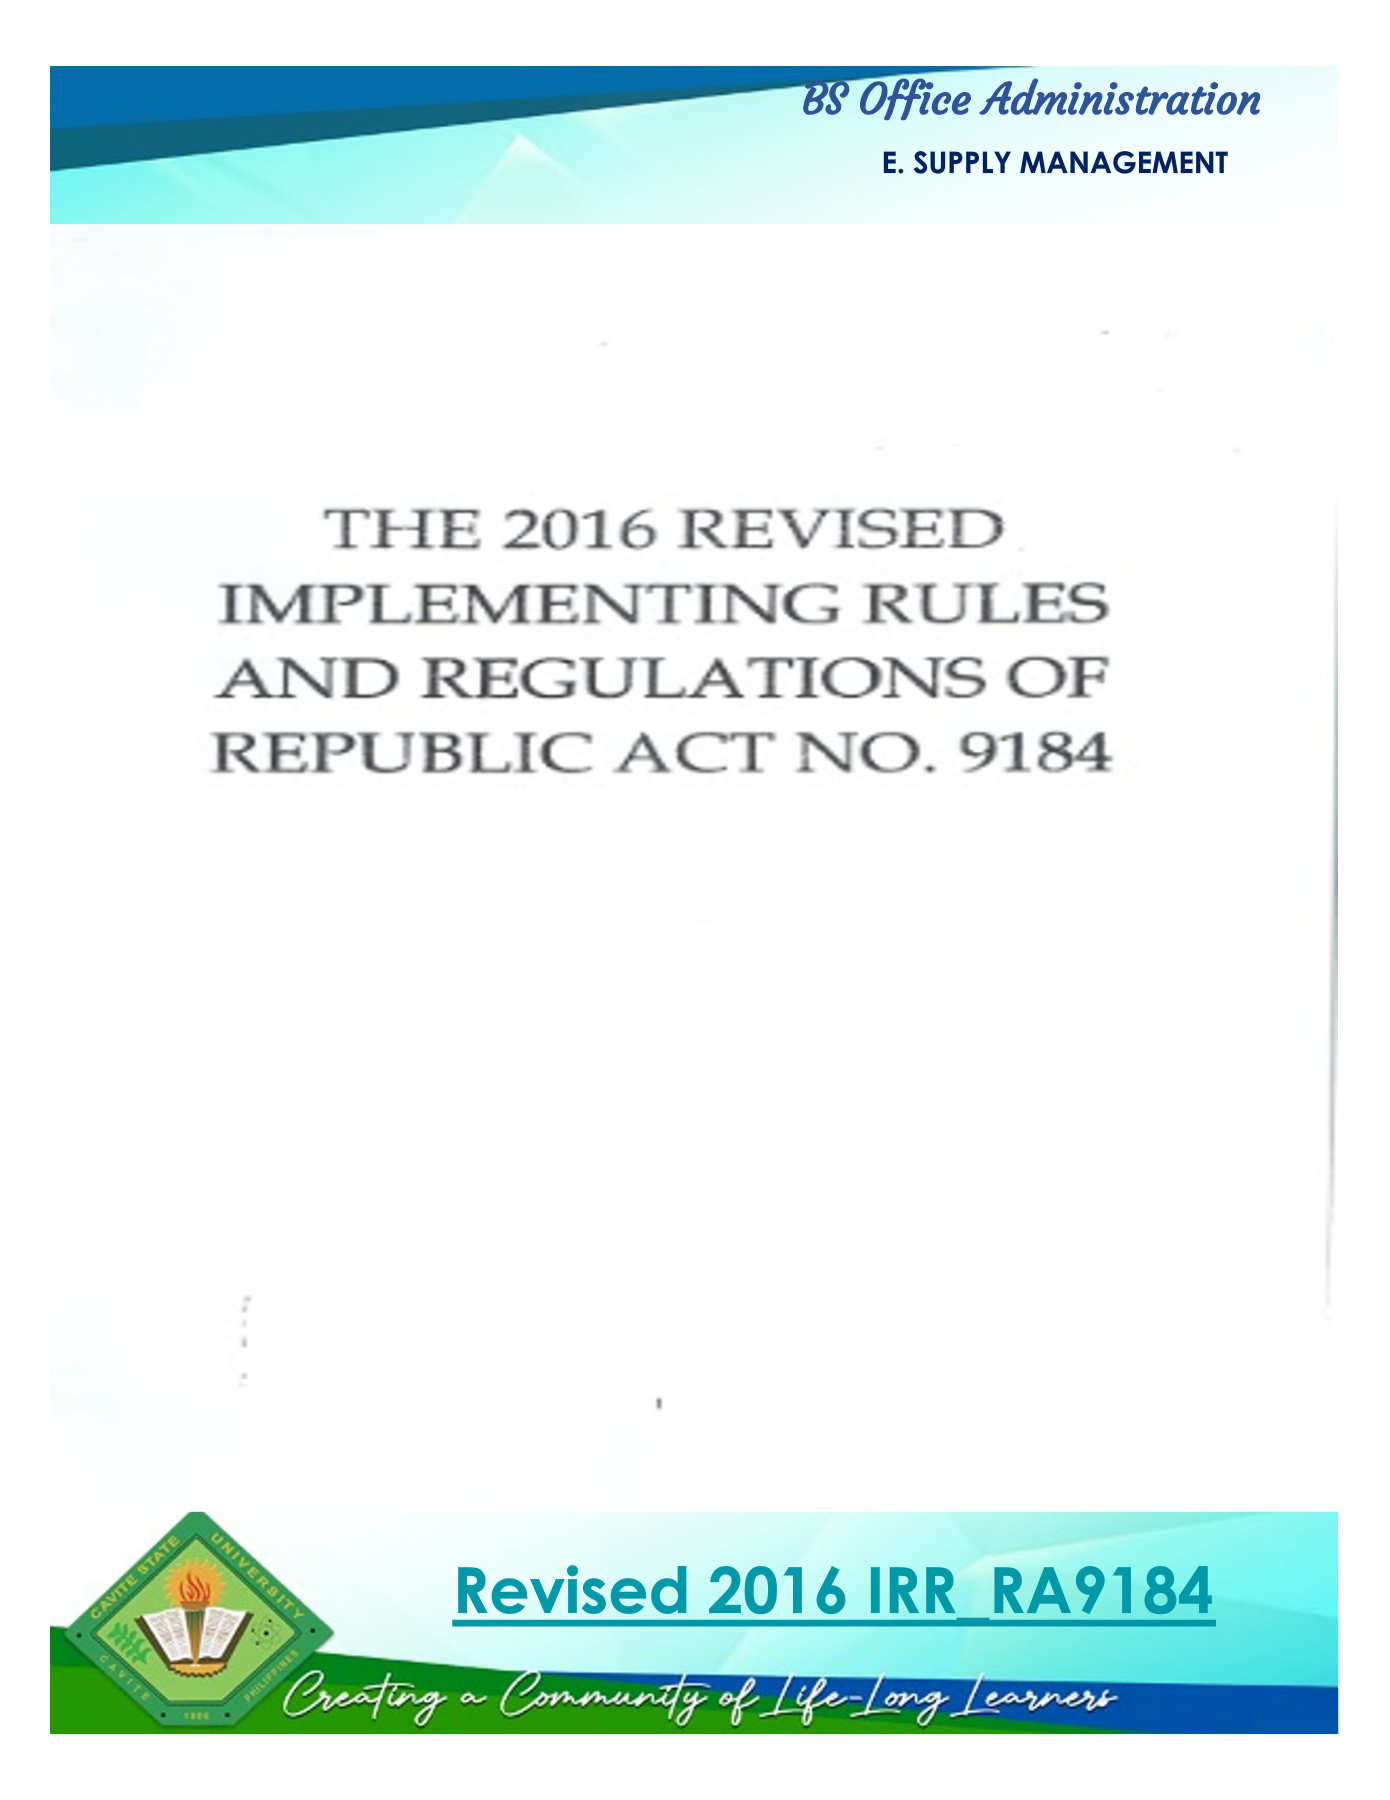 BS Office Administration
E. SUPPLY MANAGEMENT
THE 2016 REVISED
IMPLEMENTING RULES
AND REGULATIONS OF
REPUBLIC ACT NO. 9184
CAVITE STATE UNIVERSITY
CAVITE PHILIPPINES
1906
Revised 2016 IRR_RA9184
Creating a Community of Life-Long Learners